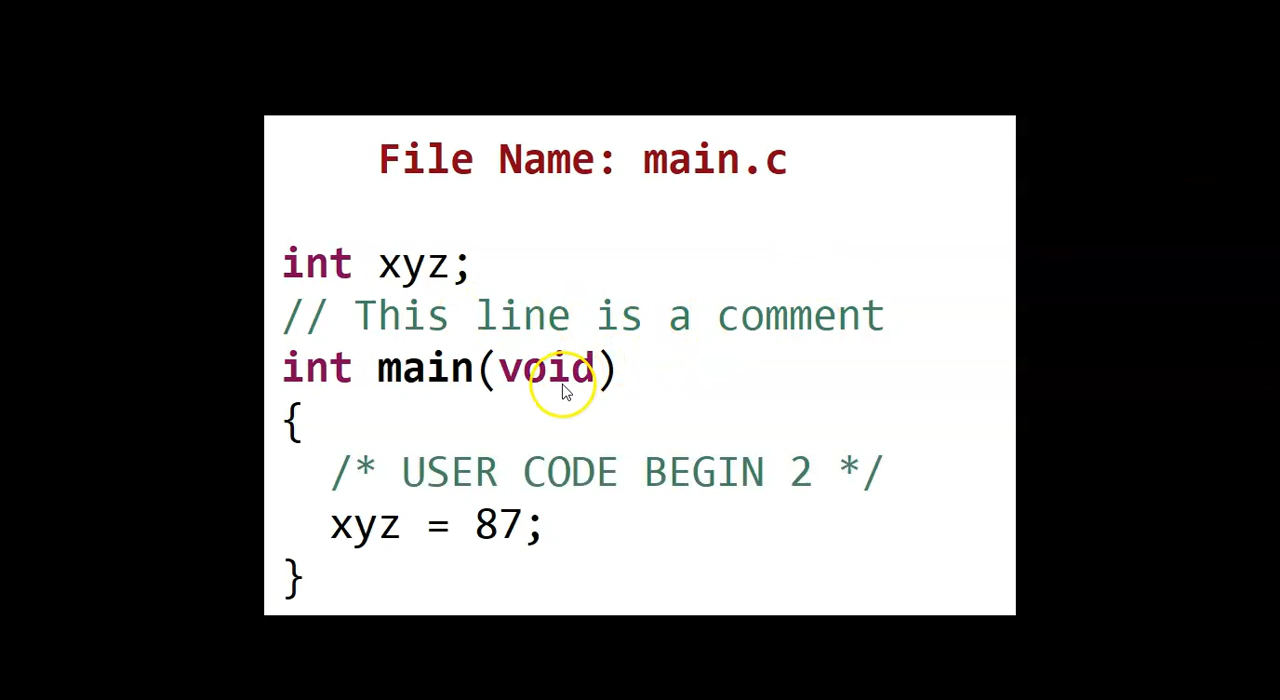 File Name: main.c
int xyz;
// This line is a comment
int main(void)
{
/* USER CODE BEGIN 2 */
xyz = 87;
}